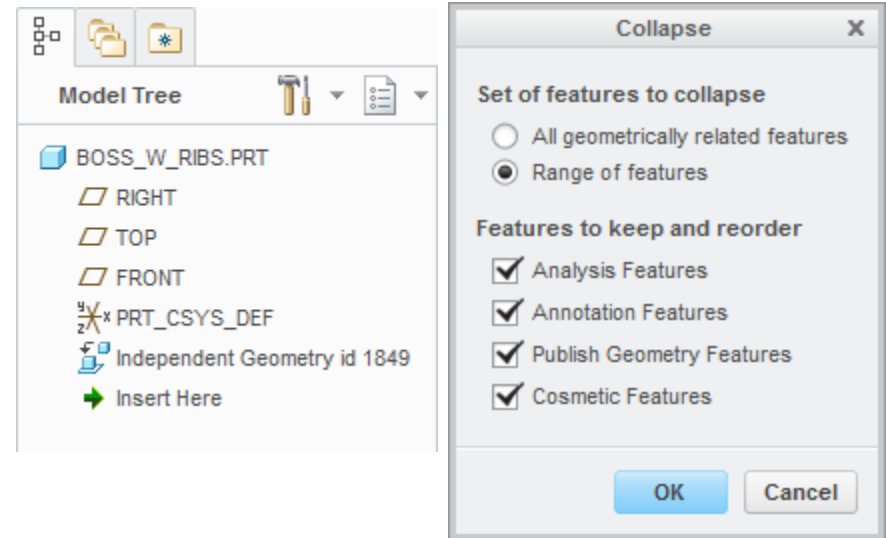 Model Tree
BOSS_W_RIBS.PRT
RIGHT
TOP
FRONT
PRT_CSYS_DEF
Independent Geometry id 1849
Insert Here
Collapse
Set of features to collapse
All geometrically related features
Range of features
Features to keep and reorder
Analysis Features
Annotation Features
Publish Geometry Features
Cosmetic Features
OK Cancel